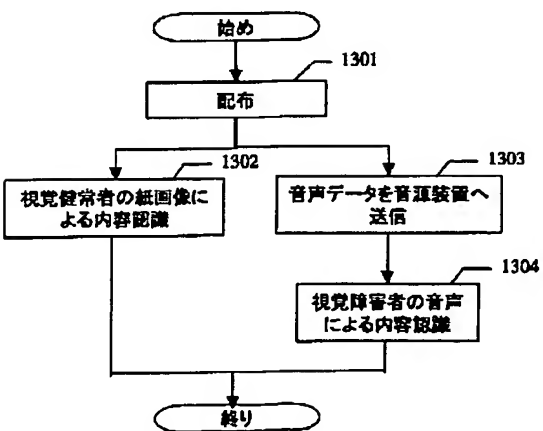 始め
1301
配布
1302
視覚健常者の紙画像に
よる内容認識
1303
音声データを音源装置へ
送信
1304
視覚障害者の音声
による内容認識
終り